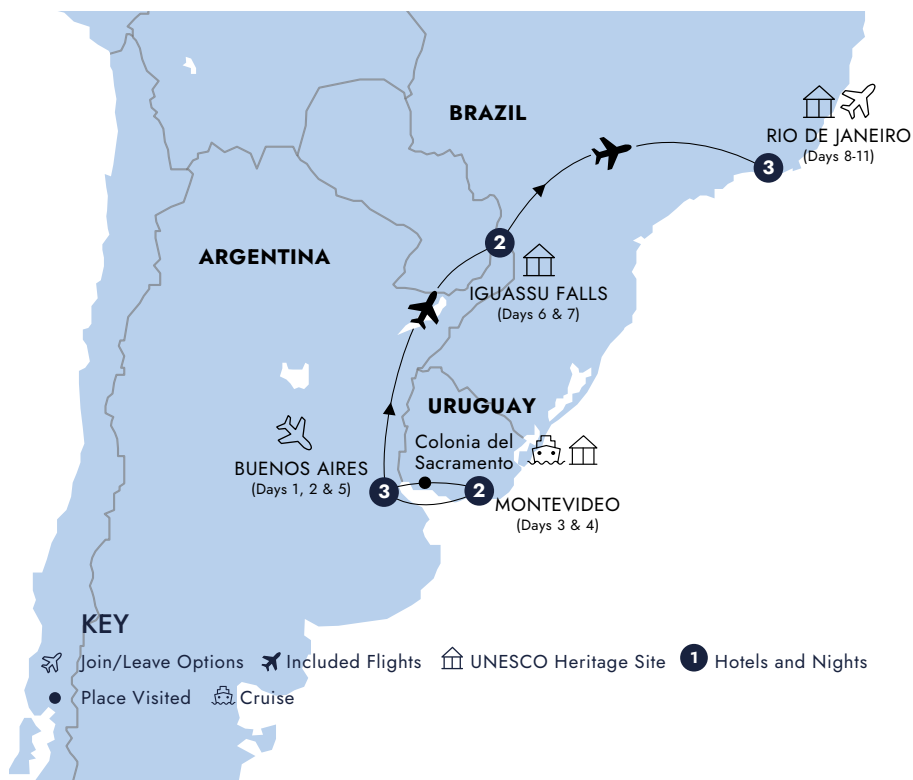 BRAZIL
RIO DE JANEIRO
(Days 8-11)
3
2
ARGENTINA
IGUASSU FALLS
(Days 6 & 7)
URUGUAY
Colonia del
Sacramento
BUENOS AIRES
(Days 1, 2 & 5)
3
2
MONTEVIDEO
(Days 3 & 4)
KEY
Join/Leave Options
Included Flights
UNESCO Heritage Site
1
Hotels and Nights
Place Visited
Cruise